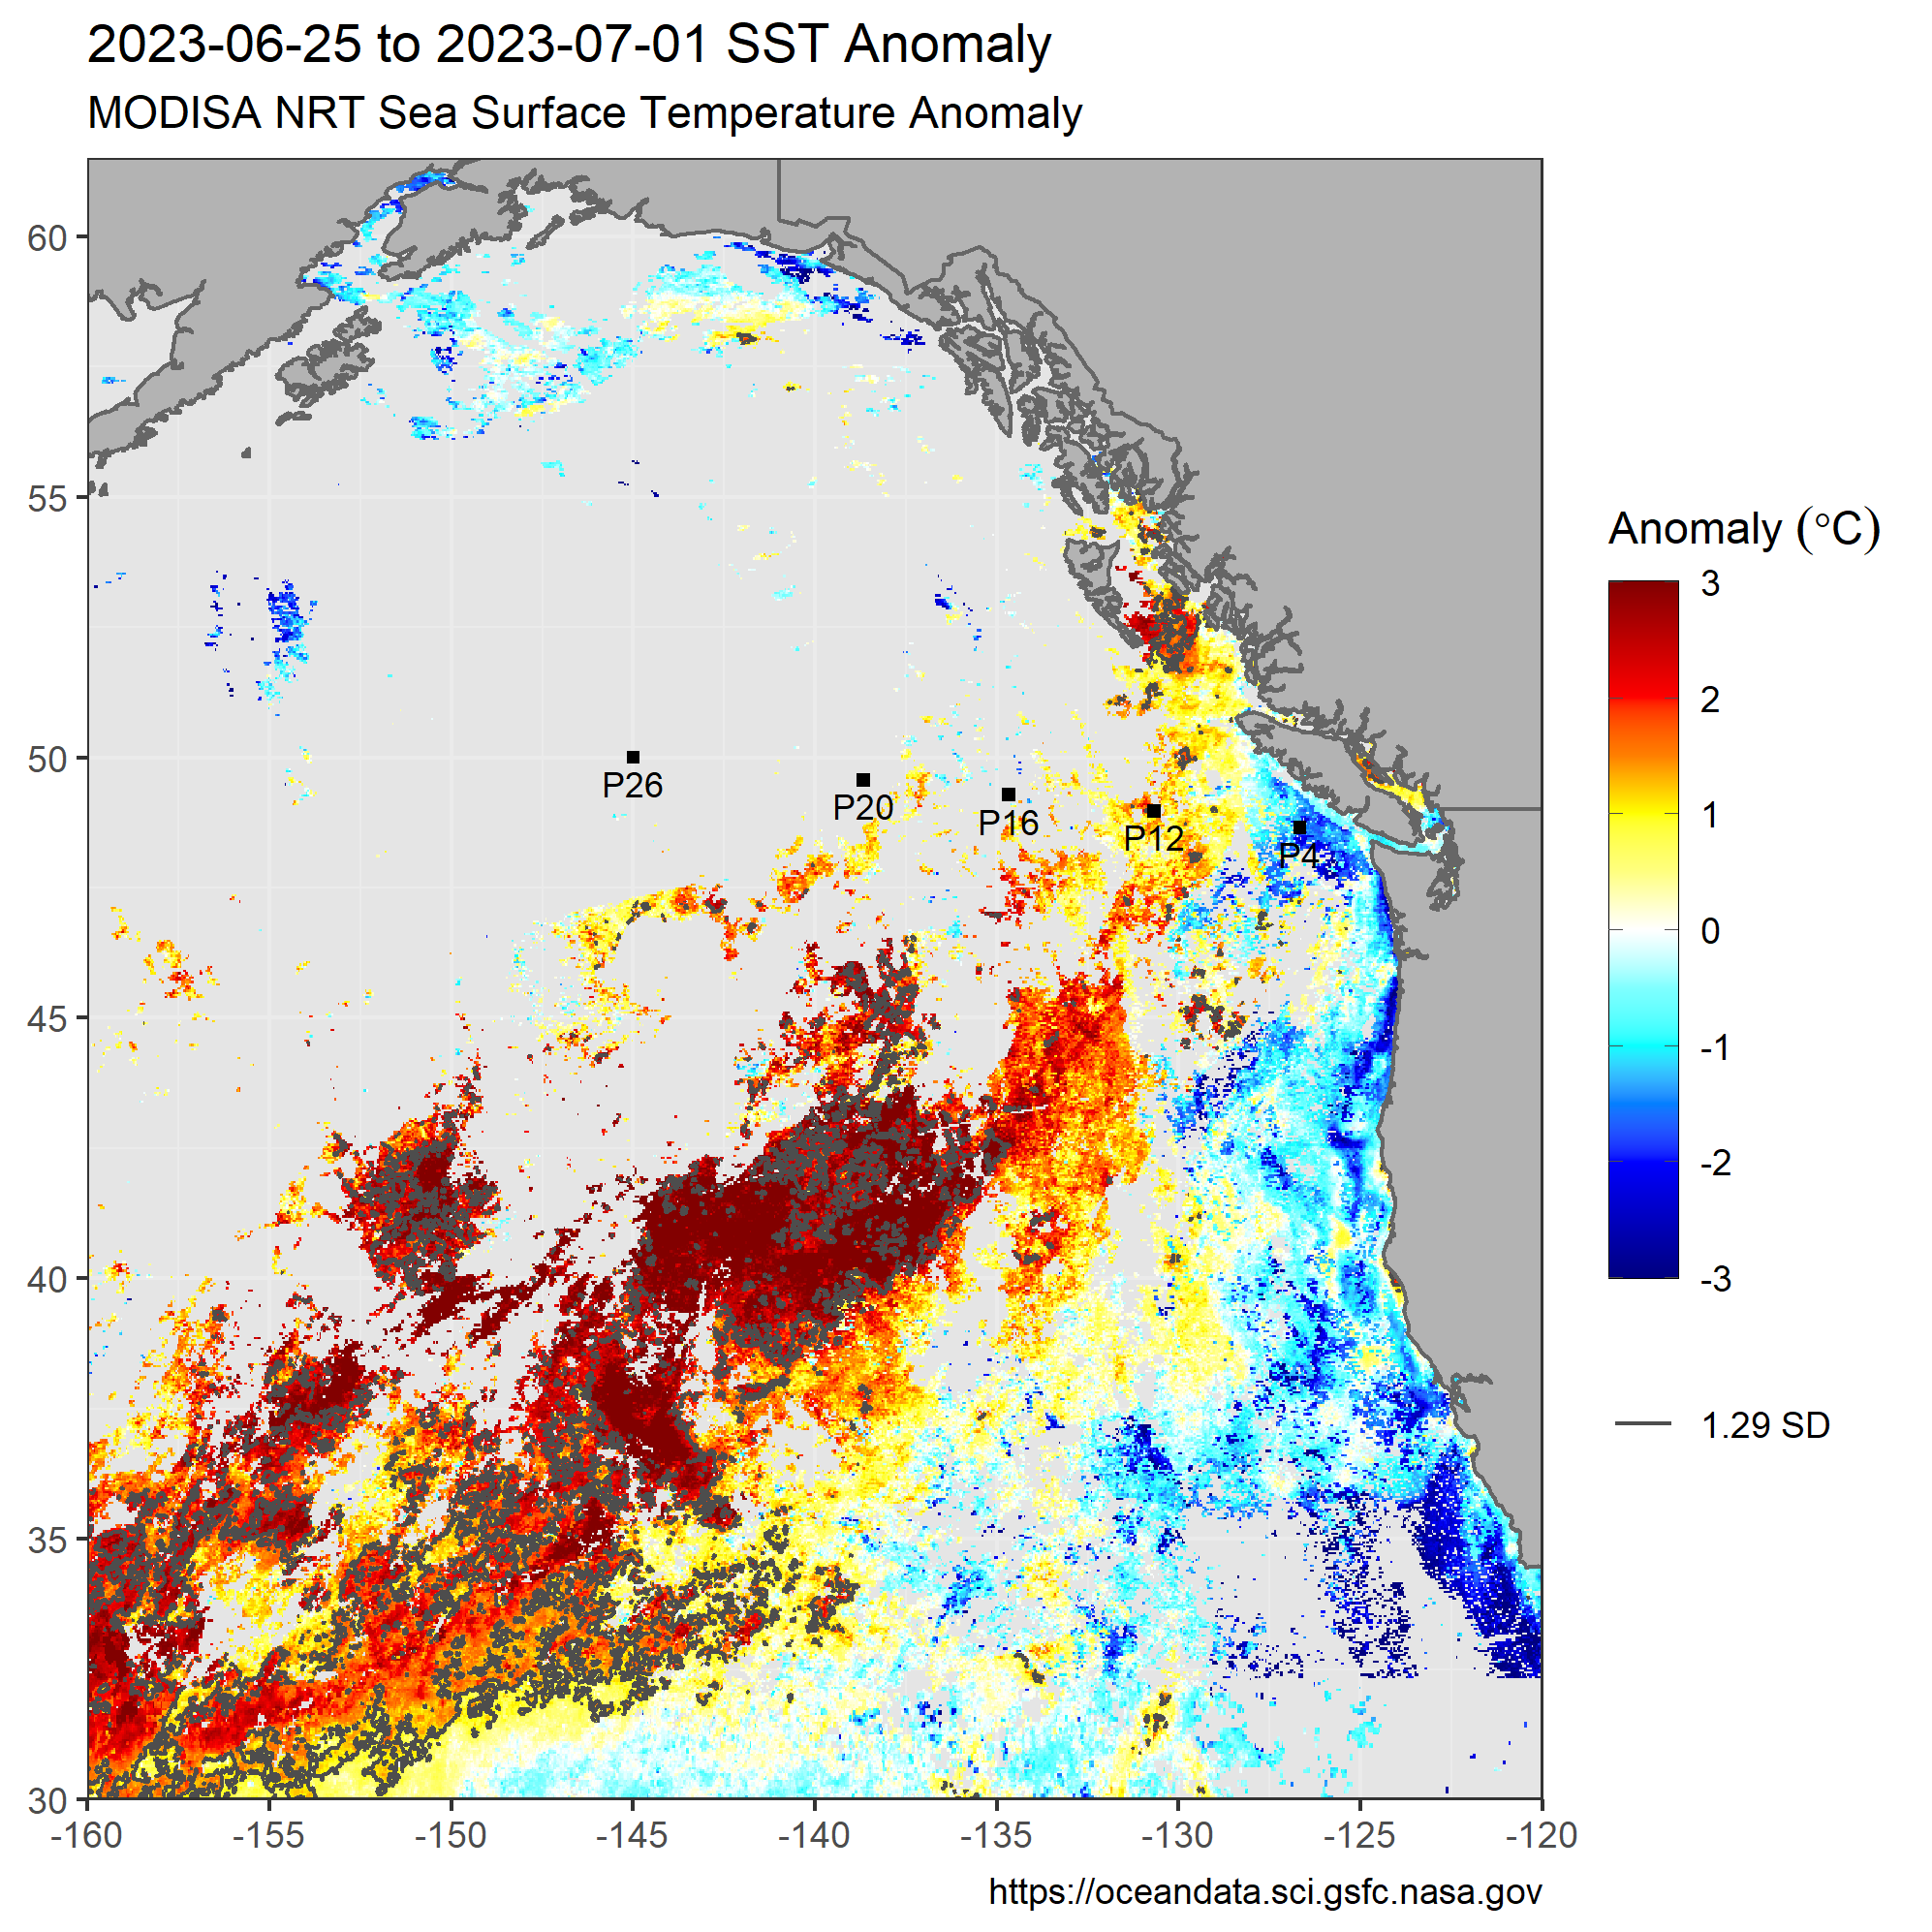 2023-06-25 to 2023-07-01 SST Anomaly
MODISA NRT Sea Surface Temperature Anomaly
60
55
50
45
40
35
30
P26
P20
P16
P12
P4
-160
-155
-150
-145
-140
-135
-130
-125
-120
Anomaly (°C)
3
2
1
0
-1
-2
-3
1.29 SD
https://oceandata.sci.gsfc.nasa.gov